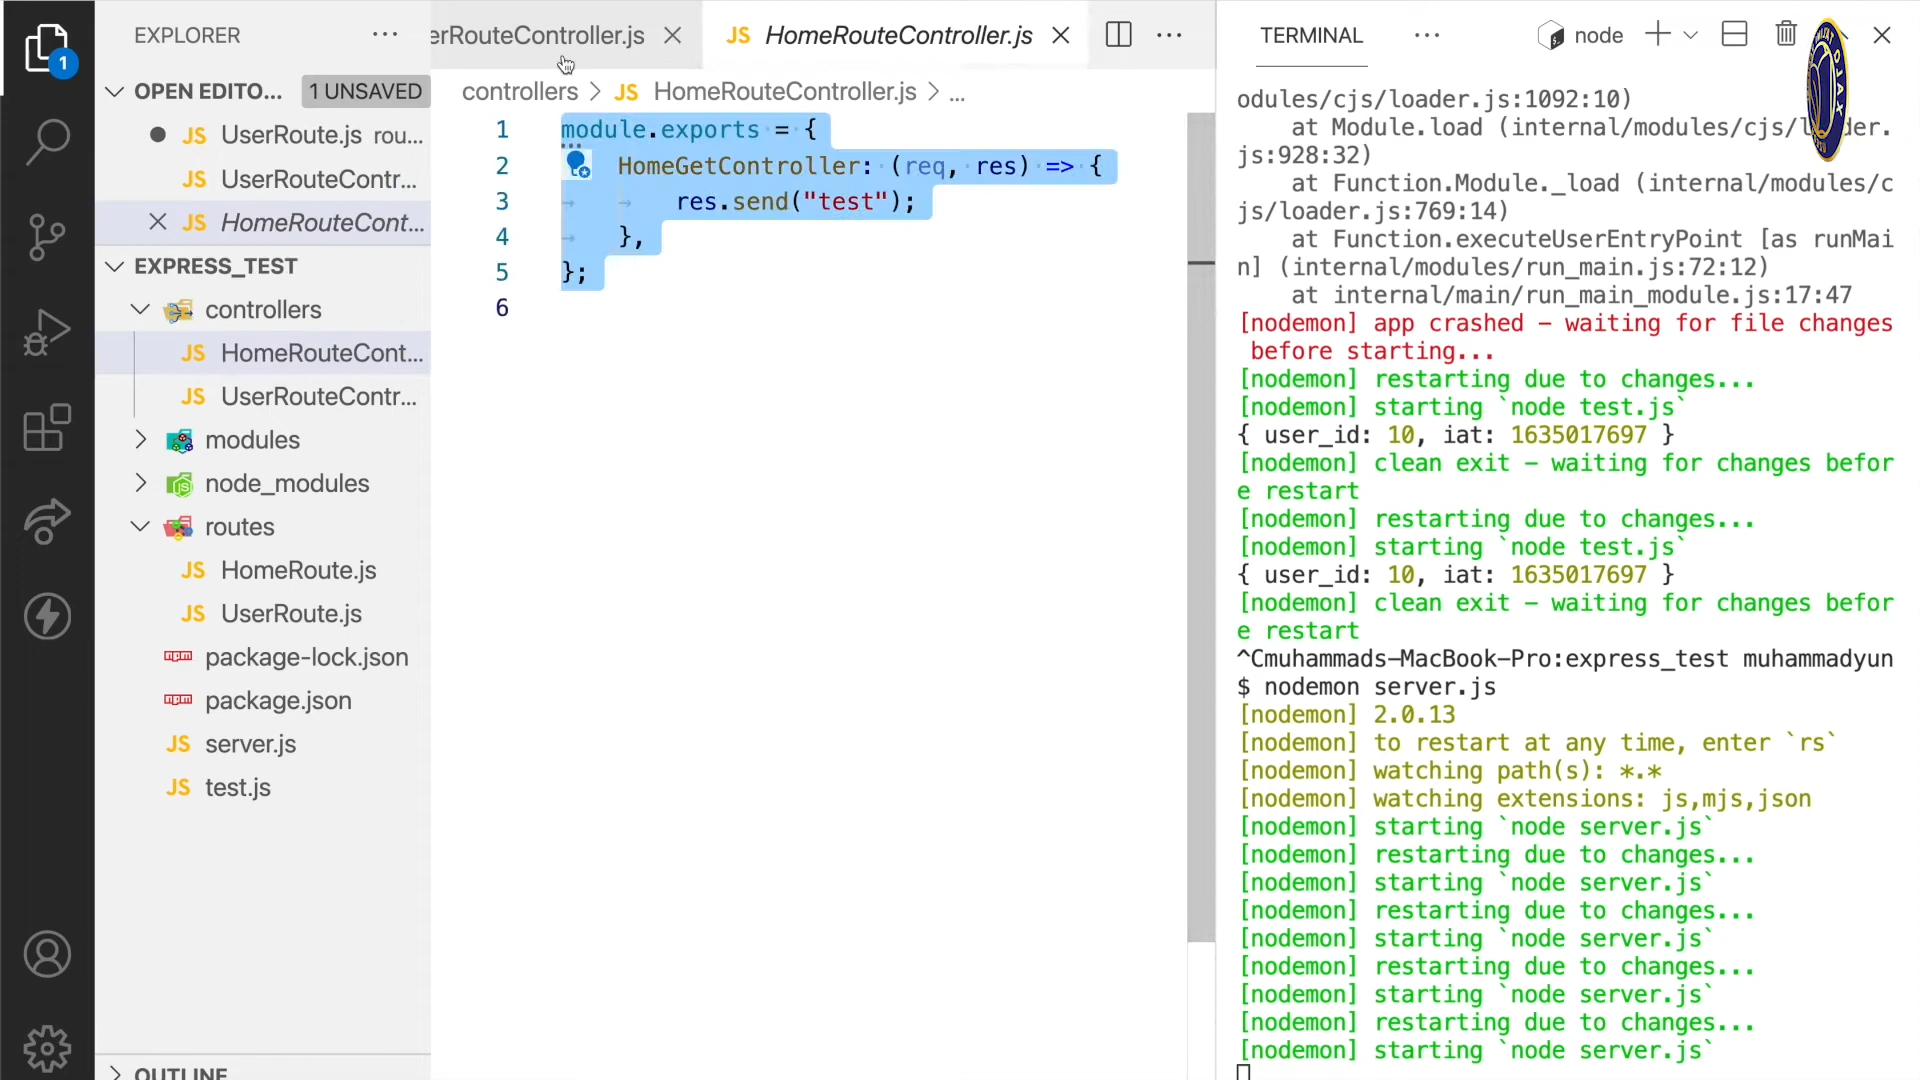 EXPLORER
OPEN EDITO... 1 UNSAVED
UserRoute.js rou...
UserRouteContr...
HomeRouteCont...
EXPRESS_TEST
controllers
HomeRouteCont...
UserRouteContr...
modules
node_modules
routes
HomeRoute.js
UserRoute.js
package-lock.json
package.json
server.js
test.js
OUTLINE
erRouteController.js
JS HomeRouteController.js
controllers > JS HomeRouteController.js > ...
1 module.exports = {
2 HomeGetController: (req, res) => {
3 res.send("test");
4 },
5 };
6
TERMINAL
node
odules/cjs/loader.js:1092:10)
at Module.load (internal/modules/cjs/l der.
js:928:32)
at Function.Module._load (internal/modules/c
js/loader.js:769:14)
at Function.executeUserEntryPoint [as runMai
n] (internal/modules/run_main.js:72:12)
at internal/main/run_main_module.js:17:47
[nodemon] app crashed – waiting for file changes
before starting...
[nodemon] restarting due to changes...
[nodemon] starting `node test.js`
{ user_id: 10, iat: 1635017697 }
[nodemon] clean exit – waiting for changes befor
e restart
[nodemon] restarting due to changes...
[nodemon] starting `node test.js`
{ user_id: 10, iat: 1635017697 }
[nodemon] clean exit – waiting for changes befor
e restart
^Cmuhammads–MacBook–Pro:express_test muhammadyun
$ nodemon server.js
[nodemon] 2.0.13
[nodemon] to restart at any time, enter `rs`
[nodemon] watching path(s): *.*
[nodemon] watching extensions: js,mjs,json
[nodemon] starting `node server.js`
[nodemon] restarting due to changes...
[nodemon] starting `node server.js`
[nodemon] restarting due to changes...
[nodemon] starting `node server.js`
[nodemon] restarting due to changes...
[nodemon] starting `node server.js`
[nodemon] restarting due to changes...
[nodemon] starting `node server.js`